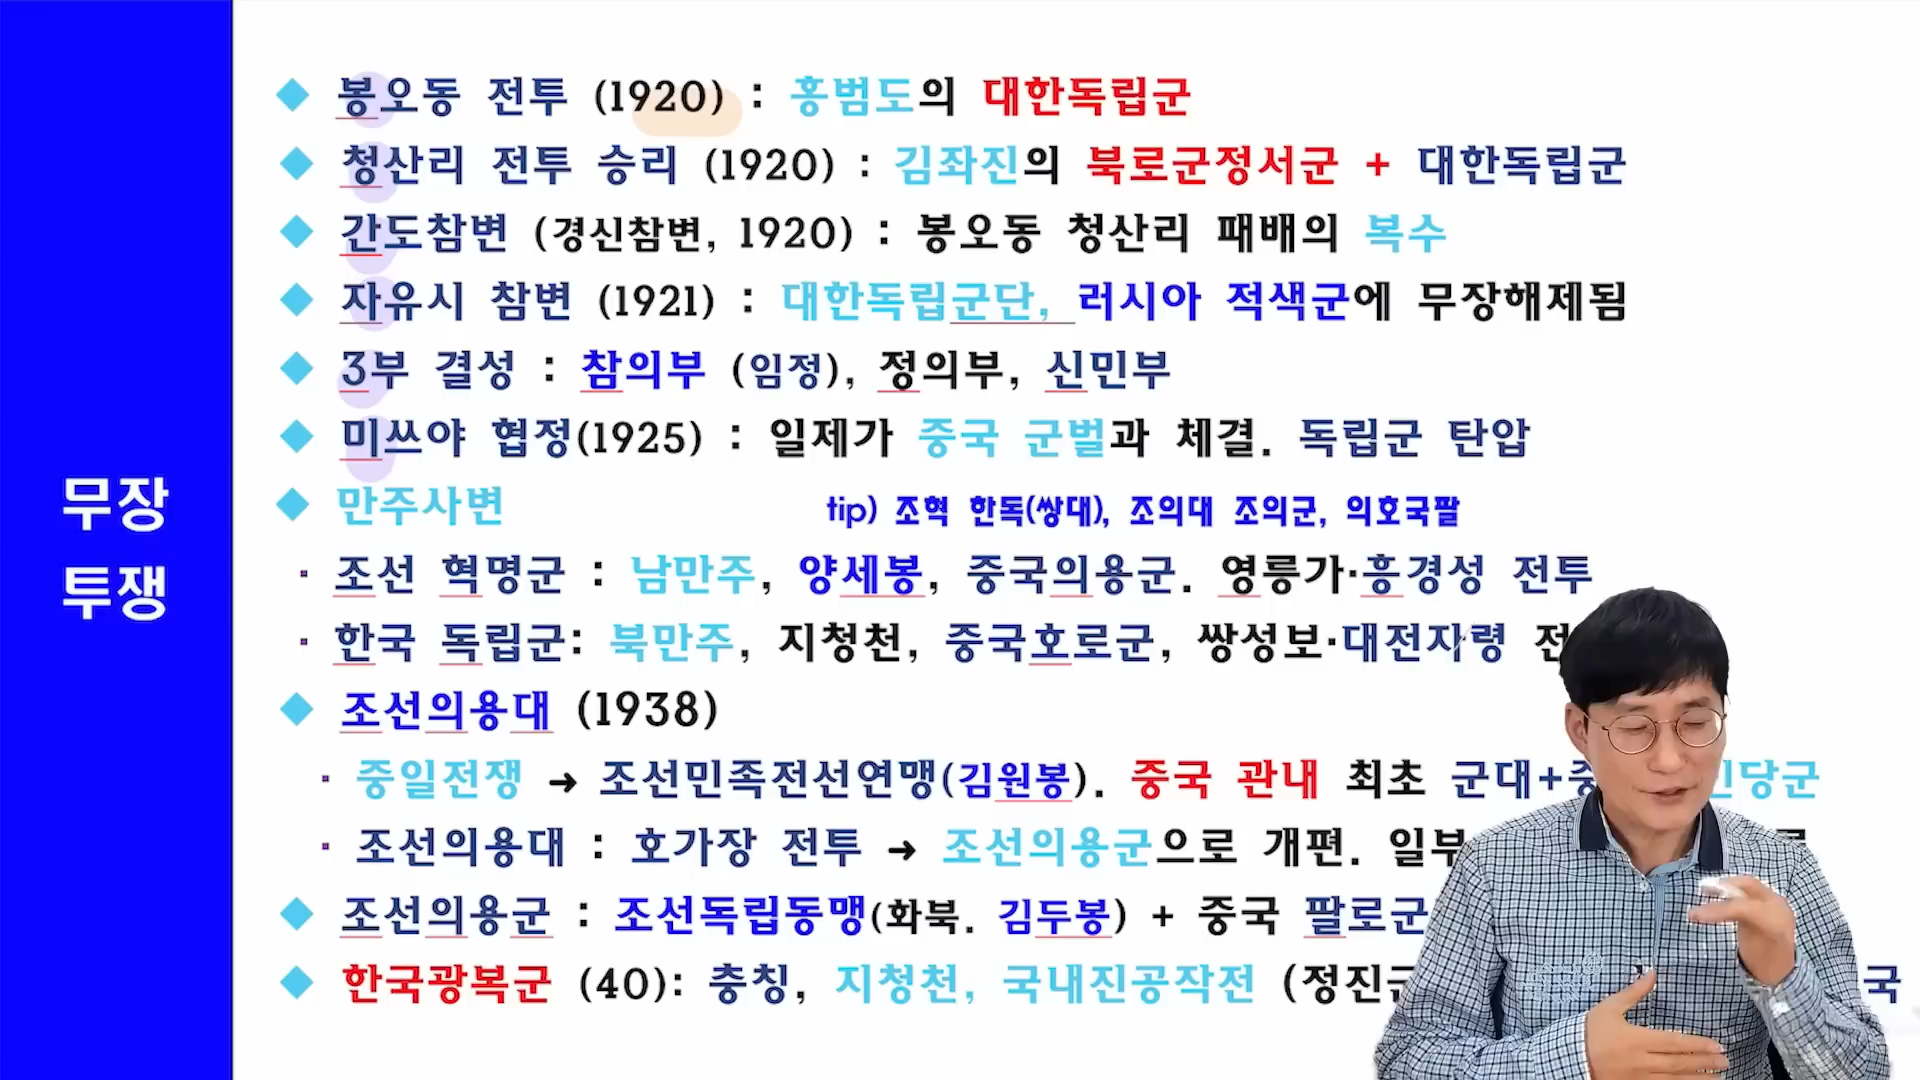 무장
투쟁
봉오동 전투 (1920) : 홍범도의 대한독립군
청산리 전투 승리 (1920) : 김좌진의 북로군정서군 + 대한독립군
간도참변 (경신참변, 1920) : 봉오동 청산리 패배의 복수
자유시 참변 (1921) : 대한독립군단, 러시아 적색군에 무장해제됨
3부 결성 : 참의부 (임정), 정의부, 신민부
미쓰야 협정(1925) : 일제가 중국 군벌과 체결. 독립군 탄압
만주사변
tip) 조혁 한독(쌍대), 조의대 조의군, 의호국팔
· 조선 혁명군 : 남만주, 양세봉, 중국의용군. 영릉가·흥경성 전투
· 한국 독립군: 북만주, 지청천, 중국호로군, 쌍성보·대전자령
조선의용대 (1938)
· 중일전쟁 → 조선민족전선연맹(김원봉). 중국 관내 최초 군대+
· 조선의용대 : 호가장 전투 → 조선의용군으로 개편. 일부
조선의용군 : 조선독립동맹(화북. 김두봉) + 중국 팔로군
한국광복군 (40): 충칭, 지청천, 국내진공작전 (정진군